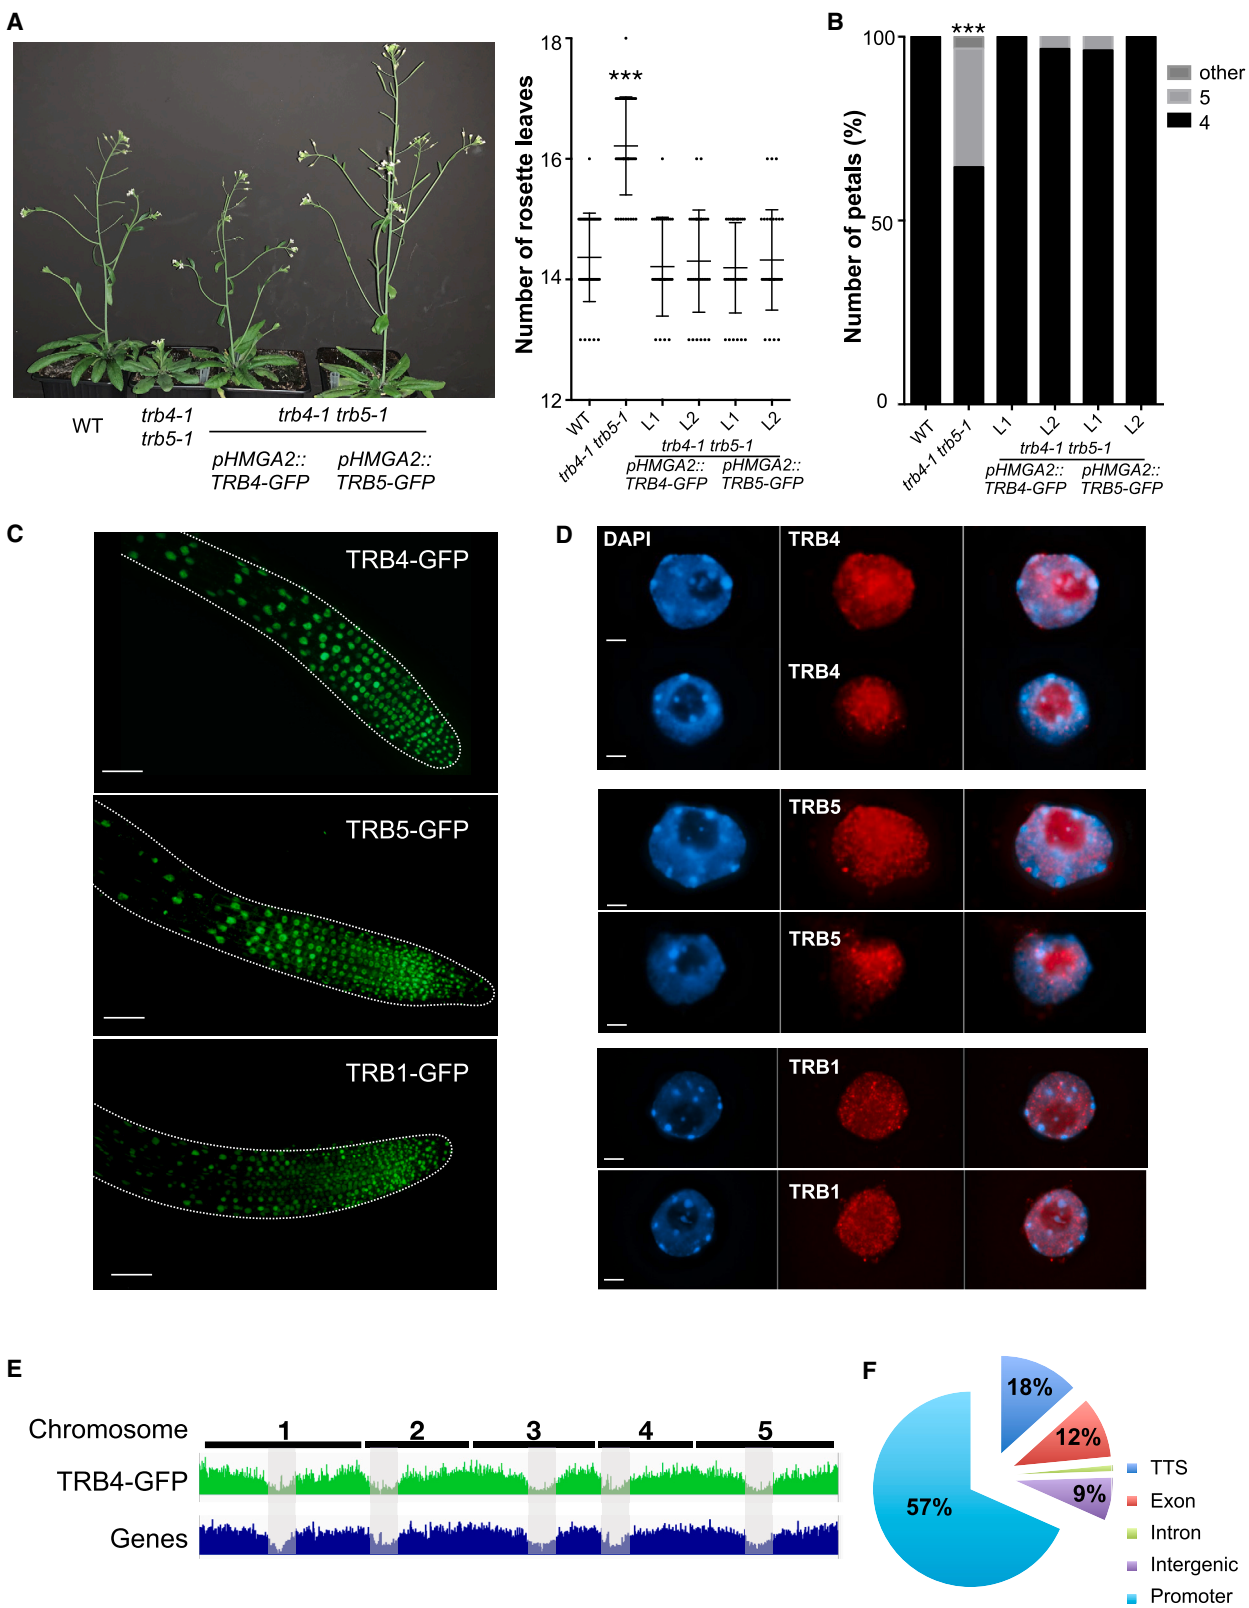 A
WT
trb4-1
trb5-1
trb4-1 trb5-1
pHMGA2::
TRB4-GFP
pHMGA2::
TRB5-GFP
Number of rosette leaves
18
16
14
12
***
WT
trb4-1 trb5-1
L1
L2
L1
L2
trb4-1 trb5-1
pHMGA2::
TRB4-GFP
pHMGA2::
TRB5-GFP
B
Number of petals (%)
100
50
0
***
other
5
4
WT
trb4-1 trb5-1
L1
L2
L1
L2
trb4-1 trb5-1
pHMGA2::
TRB4-GFP
pHMGA2::
TRB5-GFP
C
TRB4-GFP
TRB5-GFP
TRB1-GFP
D
DAPI
TRB4
TRB4
TRB5
TRB5
TRB1
TRB1
E
Chromosome 1 2 3 4 5
TRB4-GFP
Genes
F
18%
12%
9%
57%
TTS
Exon
Intron
Intergenic
Promoter